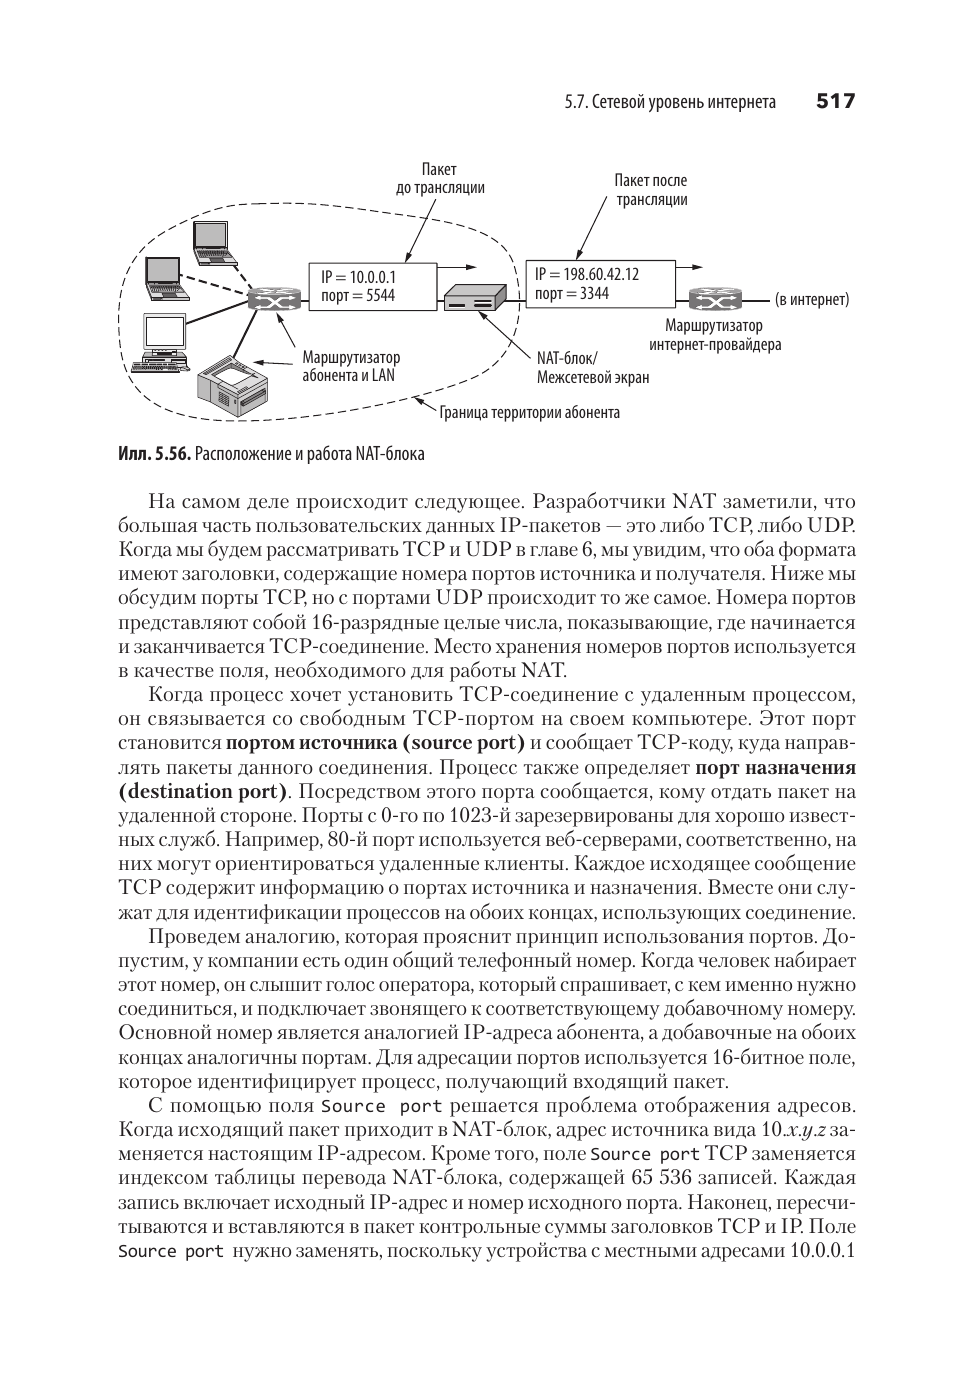 5.7. Сетевой уровень интернета 517
Пакет
до трансляции
Пакет после
трансляции
IP = 10.0.0.1
порт = 5544
IP = 198.60.42.12
порт = 3344
(в интернет)
Маршрутизатор
интернет-провайдера
Маршрутизатор
абонента и LAN
NAT-блок/
Межсетевой экран
Граница территории абонента
Илл. 5.56. Расположение и работа NAT-блока
На самом деле происходит следующее. Разработчики NAT заметили, что
большая часть пользовательских данных IP-пакетов — это либо TCP, либо UDP.
Когда мы будем рассматривать TCP и UDP в главе 6, мы увидим, что оба формата
имеют заголовки, содержащие номера портов источника и получателя. Ниже мы
обсудим порты TCP, но с портами UDP происходит то же самое. Номера портов
представляют собой 16-разрядные целые числа, показывающие, где начинается
и заканчивается TCP-соединение. Место хранения номеров портов используется
в качестве поля, необходимого для работы NAT.
Когда процесс хочет установить TCP-соединение с удаленным процессом,
он связывается со свободным TCP-портом на своем компьютере. Этот порт
становится портом источника (source port) и сообщает TCP-коду, куда направ-
лять пакеты данного соединения. Процесс также определяет порт назначения
(destination port). Посредством этого порта сообщается, кому отдать пакет на
удаленной стороне. Порты с 0-го по 1023-й зарезервированы для хорошо извест-
ных служб. Например, 80-й порт используется веб-серверами, соответственно, на
них могут ориентироваться удаленные клиенты. Каждое исходящее сообщение
TCP содержит информацию о портах источника и назначения. Вместе они слу-
жат для идентификации процессов на обоих концах, использующих соединение.
Проведем аналогию, которая прояснит принцип использования портов. До-
пустим, у компании есть один общий телефонный номер. Когда человек набирает
этот номер, он слышит голос оператора, который спрашивает, с кем именно нужно
соединиться, и подключает звонящего к соответствующему добавочному номеру.
Основной номер является аналогией IP-адреса абонента, а добавочные на обоих
концах аналогичны портам. Для адресации портов используется 16-битное поле,
которое идентифицирует процесс, получающий входящий пакет.
С помощью поля Source port решается проблема отображения адресов.
Когда исходящий пакет приходит в NAT-блок, адрес источника вида 10.x.y.z за-
меняется настоящим IP-адресом. Кроме того, поле Source port TCP заменяется
индексом таблицы перевода NAT-блока, содержащей 65 536 записей. Каждая
запись включает исходный IP-адрес и номер исходного порта. Наконец, пересчи-
тываются и вставляются в пакет контрольные суммы заголовков TCP и IP. Поле
Source port нужно заменять, поскольку устройства с местными адресами 10.0.0.1